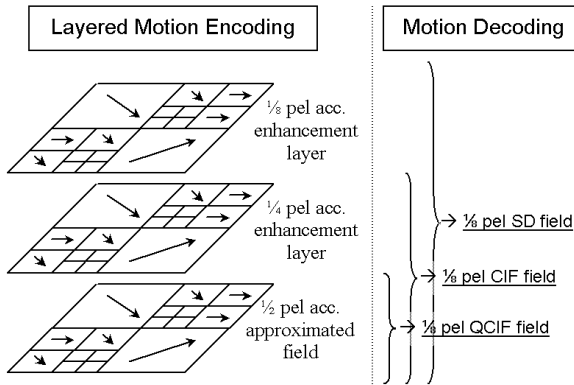 Layered Motion Encoding
Motion Decoding
⅛ pel acc.
enhancement
layer
¼ pel acc.
enhancement
layer
½ pel acc.
approximated
field
⅛ pel SD field
⅛ pel CIF field
⅛ pel QCIF field